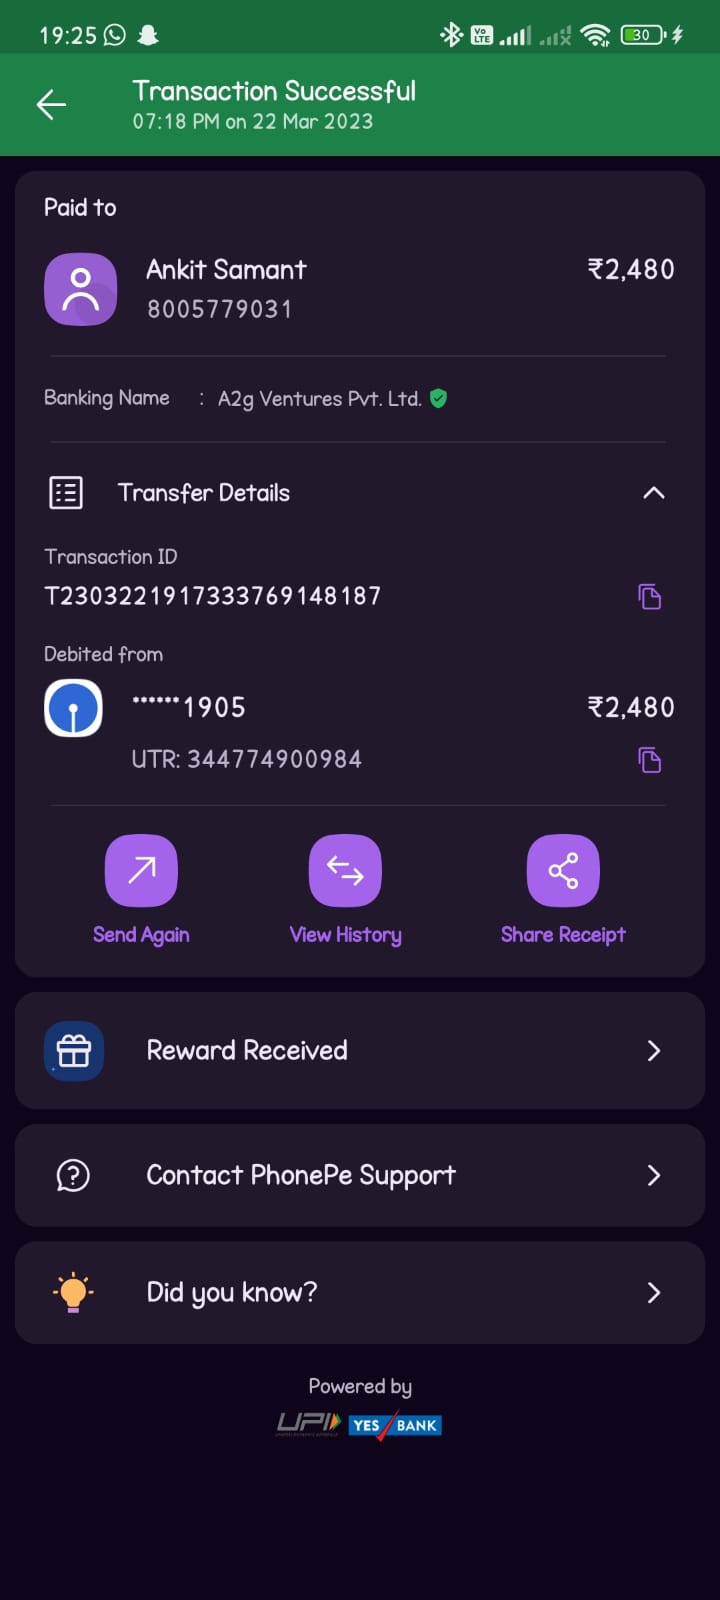 19:25
Vo LTE
30
Transaction Successful
07:18 PM on 22 Mar 2023
Paid to
Ankit Samant ₹2,480
8005779031
Banking Name : A2g Ventures Pvt. Ltd.
Transfer Details
Transaction ID
T2303221917333769148187
Debited from
******1905 ₹2,480
UTR: 344774900984
Send Again View History Share Receipt
Reward Received
Contact PhonePe Support
Did you know?
Powered by
UPI YES BANK